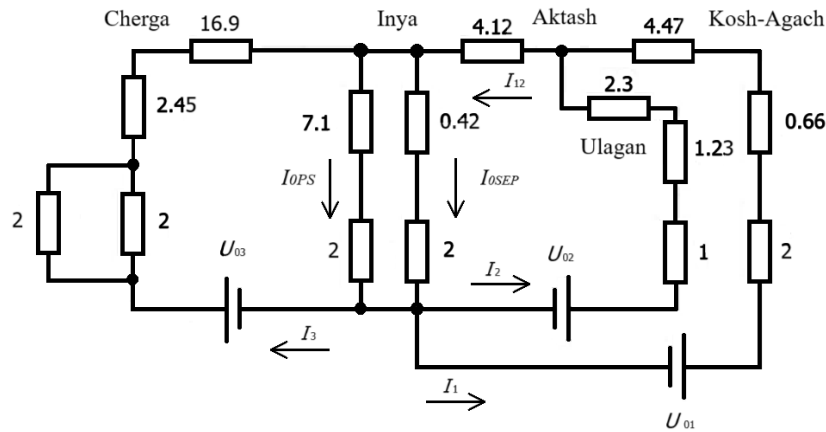 Cherga
16.9
Inya
Aktash
4.12
4.47
Kosh-Agach
2.45
7.1
I12
0.42
2.3
0.66
Ulagan
1.23
I0PS
I0SEP
2
2
U03
2
2
I2
U02
1
2
I3
I1
U01